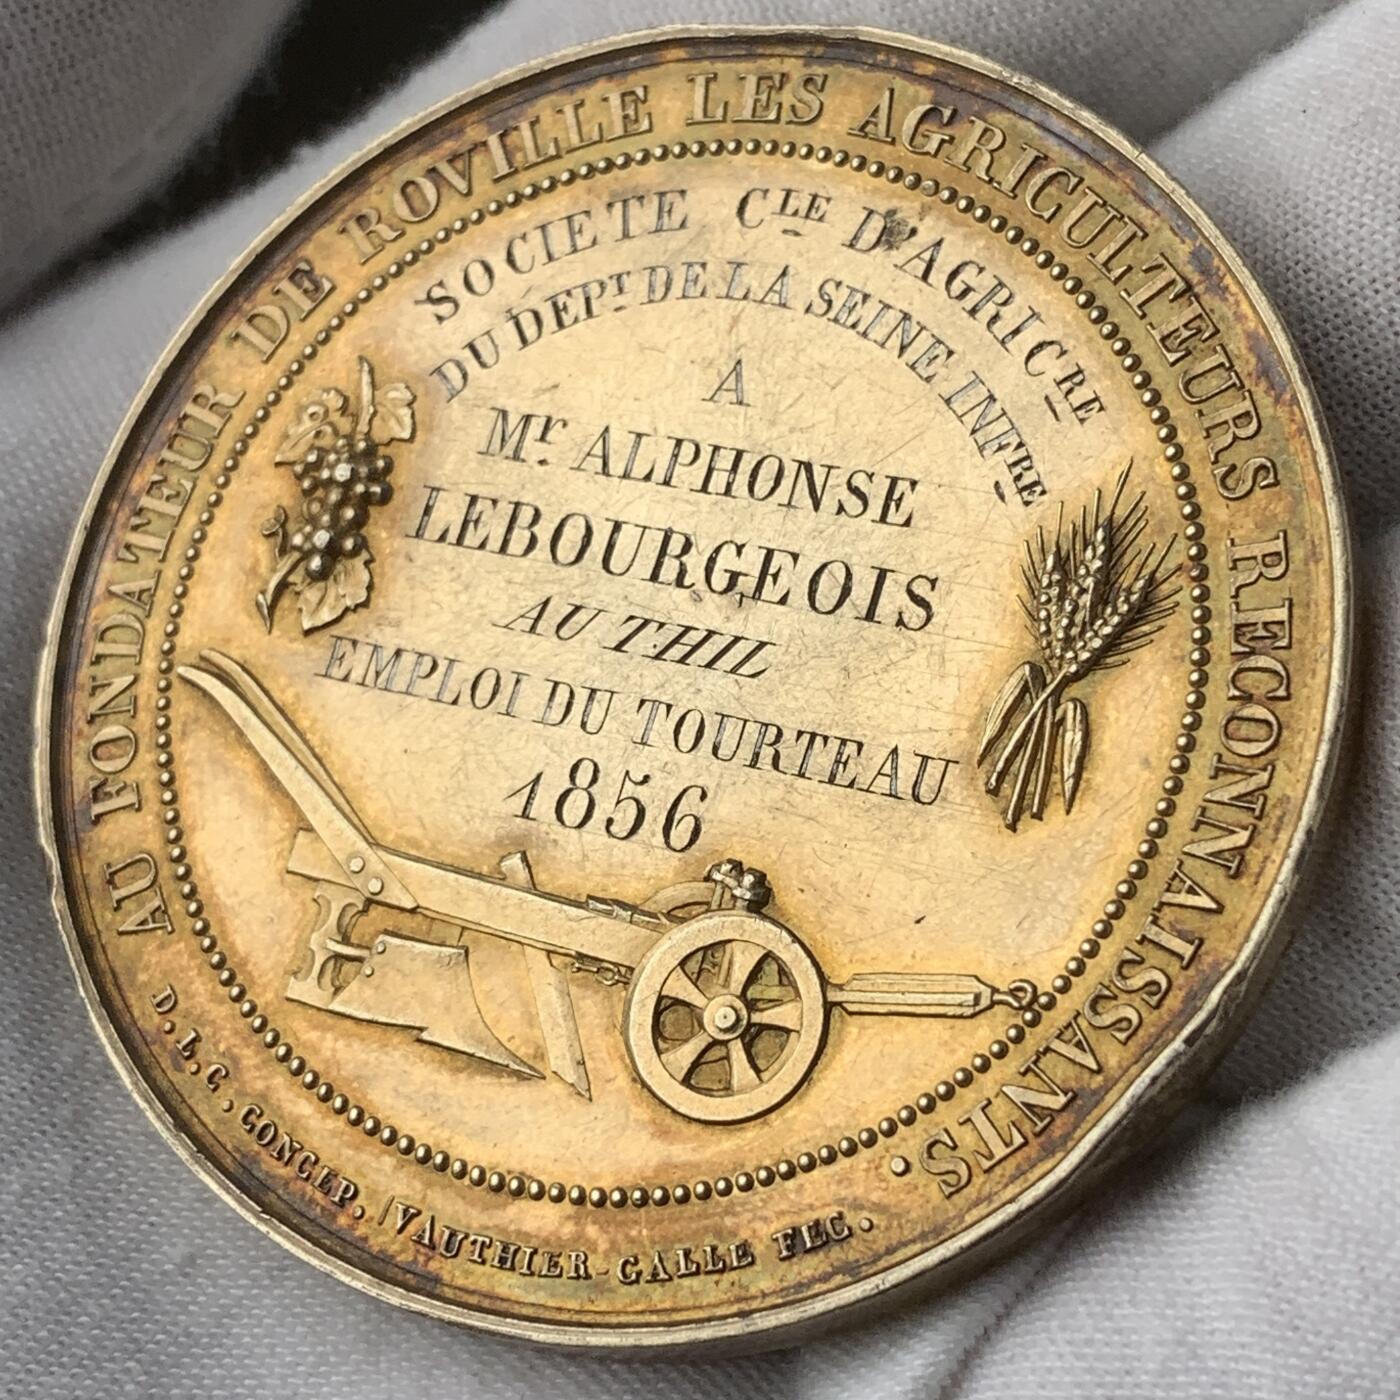 AU FONDATEUR DE ROVILLE LES AGRICULTEURS RECONNAISSANTS.
SOCIETE CLE D'AGRICRE
DU DEPT DE LA SEINE INFRE
A
Mr ALPHONSE
LEBOURGEOIS
AU THIL
EMPLOI DU TOURTEAU
1856
D.L.C. CONCEP. VAUTHIER-GALLE FEC.